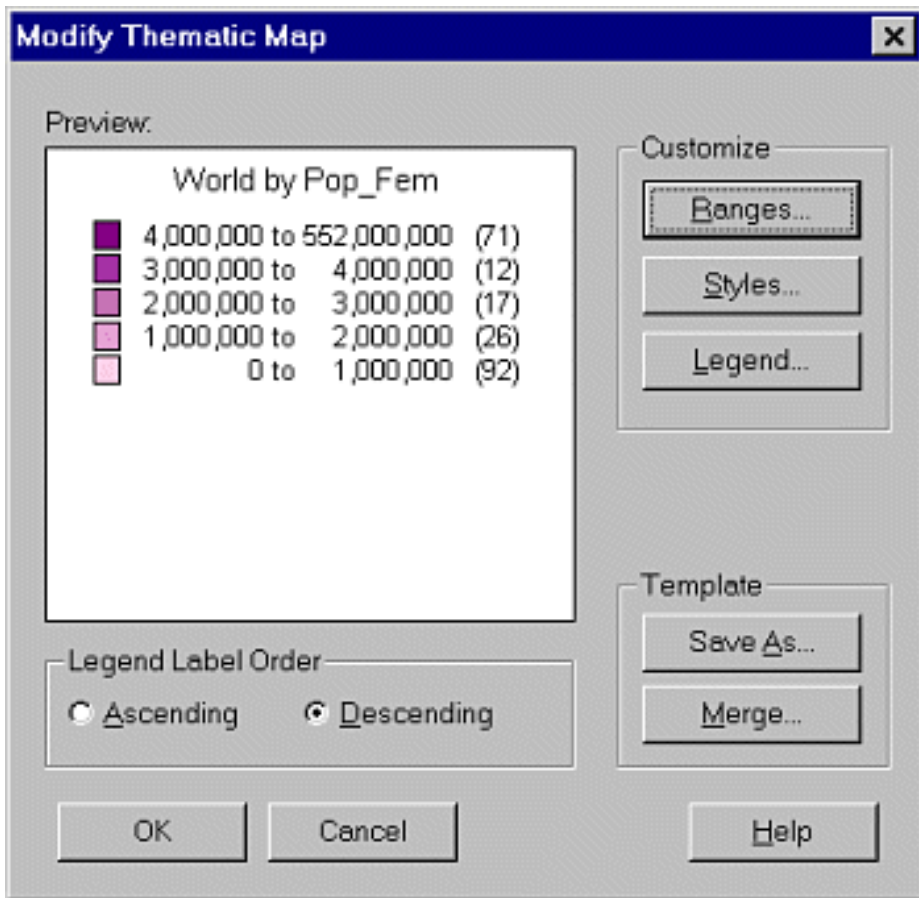 Modify Thematic Map
Preview:
World by Pop_Fem
4,000,000 to 552,000,000 (71)
3,000,000 to 4,000,000 (12)
2,000,000 to 3,000,000 (17)
1,000,000 to 2,000,000 (26)
0 to 1,000,000 (92)
Legend Label Order
Ascending
Descending
Customize
Ranges...
Styles...
Legend...
Template
Save As...
Merge...
OK
Cancel
Help